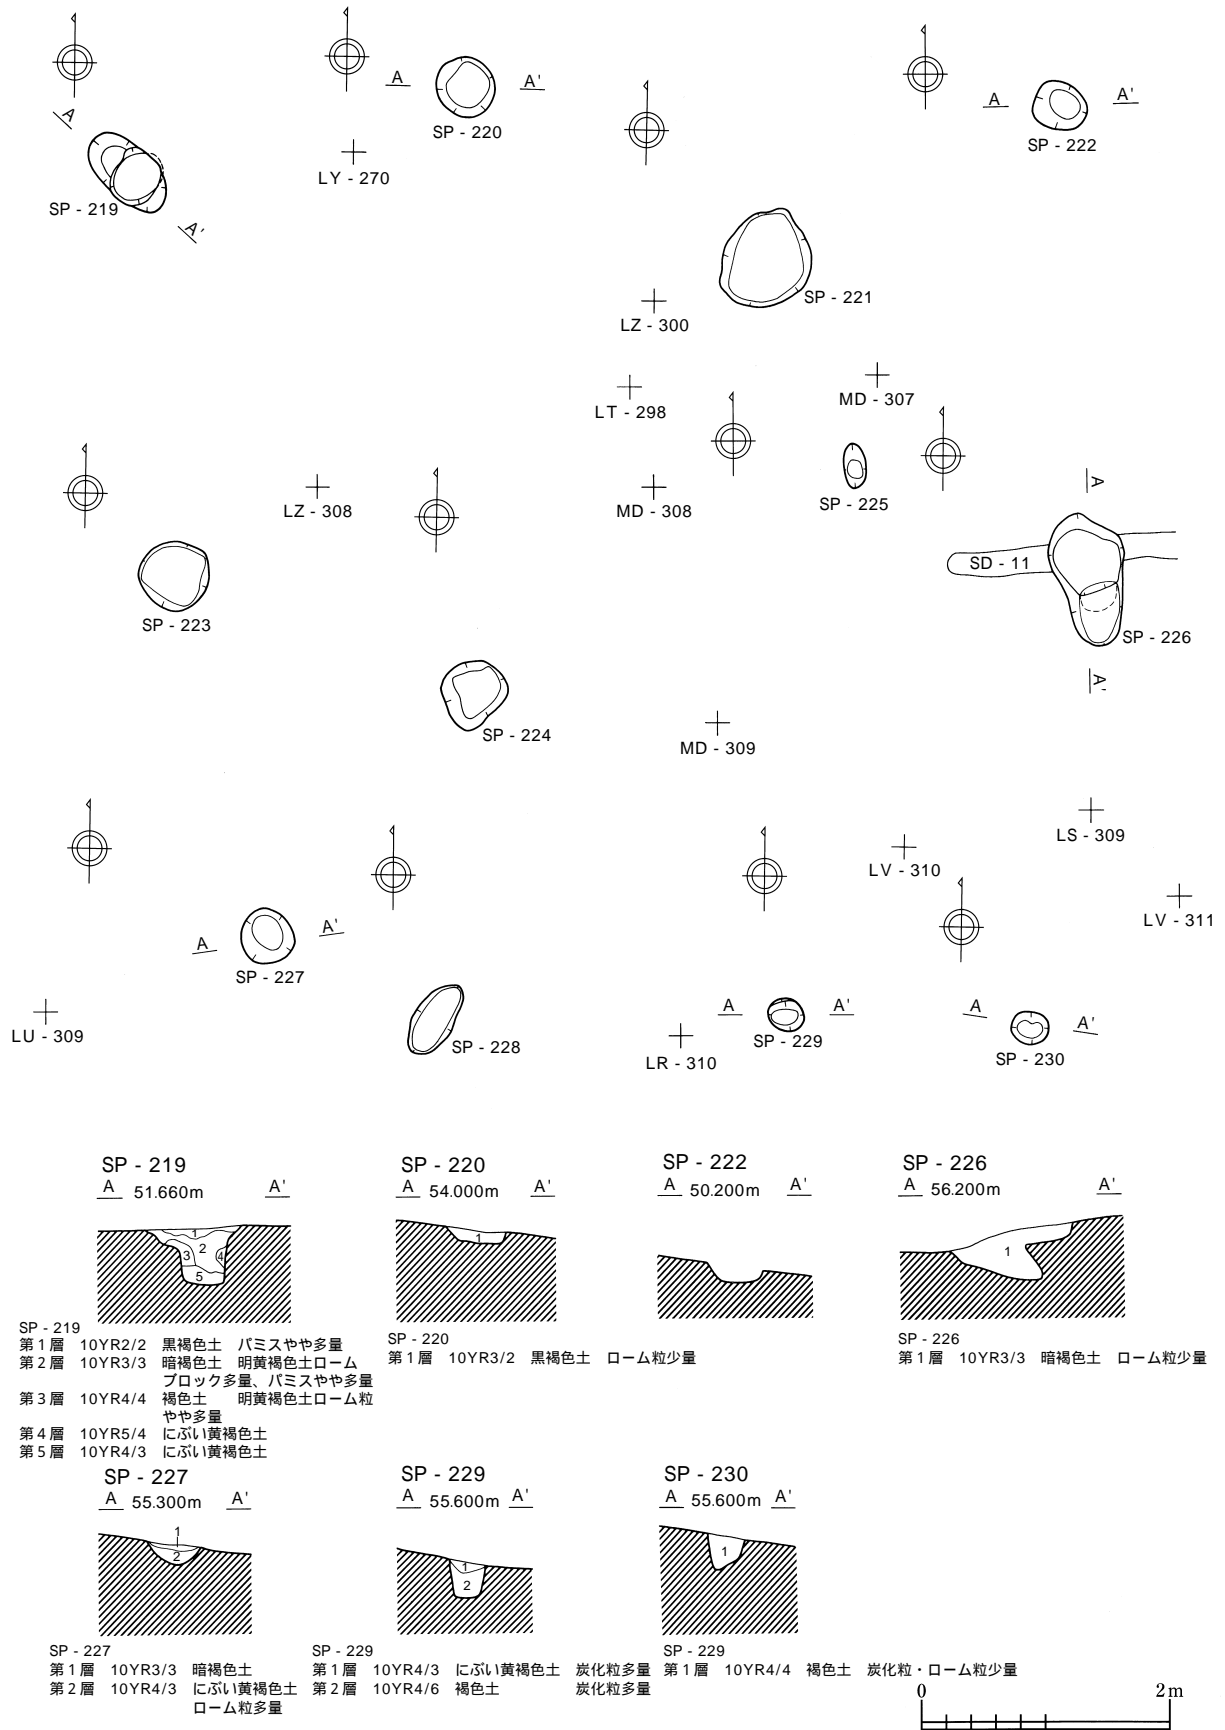 A A'
SP - 220
A A'
SP - 222
A
LY - 270
SP - 219
A'
SP - 221
LZ - 300
LT - 298
MD - 307
LZ - 308
MD - 308
SP - 225
A
SD - 11
SP - 223
SP - 226
A'
SP - 224
MD - 309
LS - 309
LV - 310
LV - 311
A A'
SP - 227
LU - 309
SP - 228
A A'
SP - 229
LR - 310
A A'
SP - 230
SP - 219
A 51.660m A'
1
2
3
4
5
SP - 219
第1層 10YR2/2 黒褐色土 パミスやや多量
第2層 10YR3/3 暗褐色土 明黄褐色土ローム
ブロック多量、パミスやや多量
第3層 10YR4/4 褐色土 明黄褐色土ローム粒
やや多量
第4層 10YR5/4 にぶい黄褐色土
第5層 10YR4/3 にぶい黄褐色土
SP - 220
A 54.000m A'
1
SP - 220
第1層 10YR3/2 黒褐色土 ローム粒少量
SP - 222
A 50.200m A'
SP - 226
A 56.200m A'
1
SP - 226
第1層 10YR3/3 暗褐色土 ローム粒少量
SP - 227
A 55.300m A'
1
2
SP - 227
第1層 10YR3/3 暗褐色土
第2層 10YR4/3 にぶい黄褐色土
ローム粒多量
SP - 229
A 55.600m A'
1
2
SP - 229
第1層 10YR4/3 にぶい黄褐色土 炭化粒多量
第2層 10YR4/6 褐色土 炭化粒多量
SP - 230
A 55.600m A'
1
SP - 229
第1層 10YR4/4 褐色土 炭化粒・ローム粒少量
0 2m